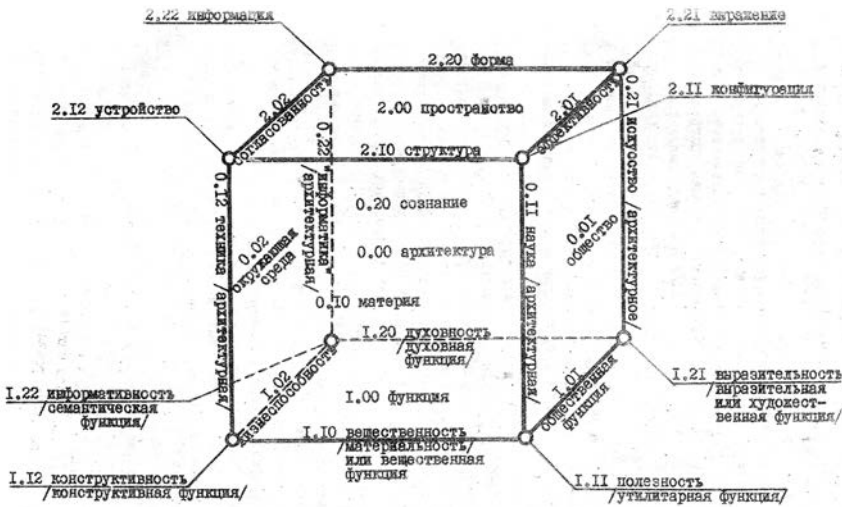 2.22 информация
2.21 выражение
2.20 форма
2.12 устройство
2.02
согласованность
2.00 пространство
2.01
эффективность
2.11 конфигурация
2.10 структура
0.12 техника /архитектурная/
0.02
окружающая
среда
0.22 "информатика"
/архитектурная/
0.20 сознание
0.00 архитектура
0.10 материя
0.11 наука /архитектурная/
0.01
общество
0.21 искусство /архитектурное/
1.20 духовность
/духовная
функция/
1.22 информативность
/семантическая
функция/
1.02
жизнеспособность
1.00 функция
1.01
общественная
функция
1.21 выразительность
/выразительная
или художест-
венная функция/
1.10 вещественность
/материальность/
или вещественная
функция
1.12 конструктивность
/конструктивная функция/
1.11 полезность
/утилитарная функция/